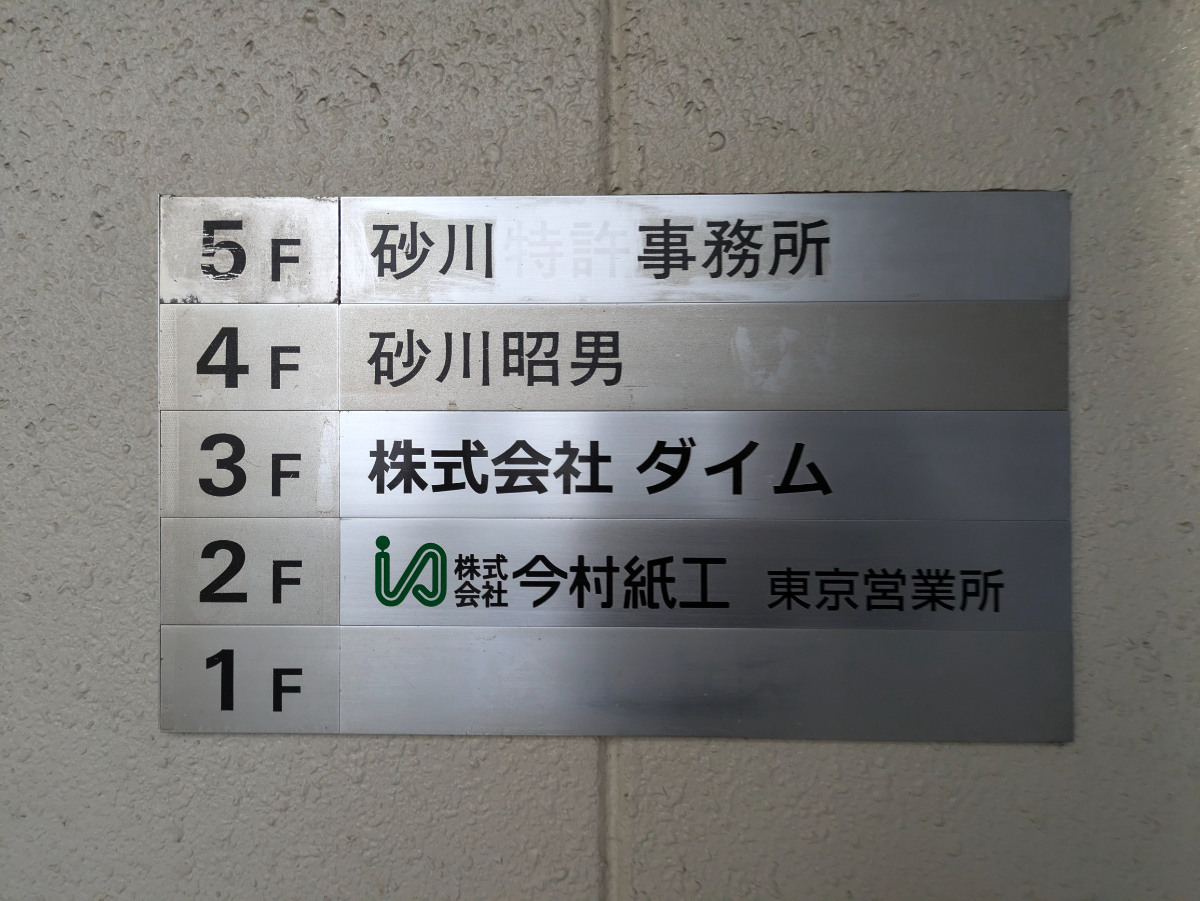 5F 砂川特許事務所
4F 砂川昭男
3F 株式会社 ダイム
2F 株式会社 今村紙工 東京営業所
1F